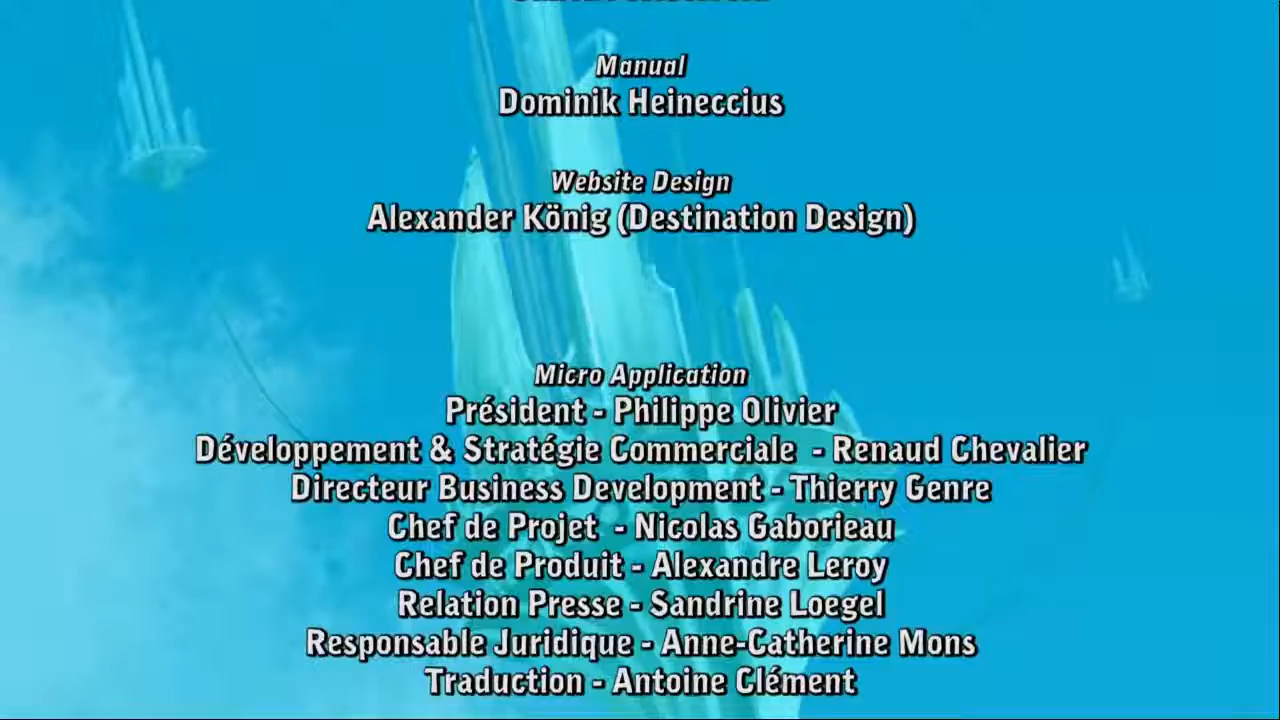 Manual
Dominik Heineccius
Website Design
Alexander König (Destination Design)
Micro Application
Président - Philippe Olivier
Développement & Stratégie Commerciale - Renaud Chevalier
Directeur Business Development - Thierry Genre
Chef de Projet - Nicolas Gaborieau
Chef de Produit - Alexandre Leroy
Relation Presse - Sandrine Loegel
Responsable Juridique - Anne-Catherine Mons
Traduction - Antoine Clément